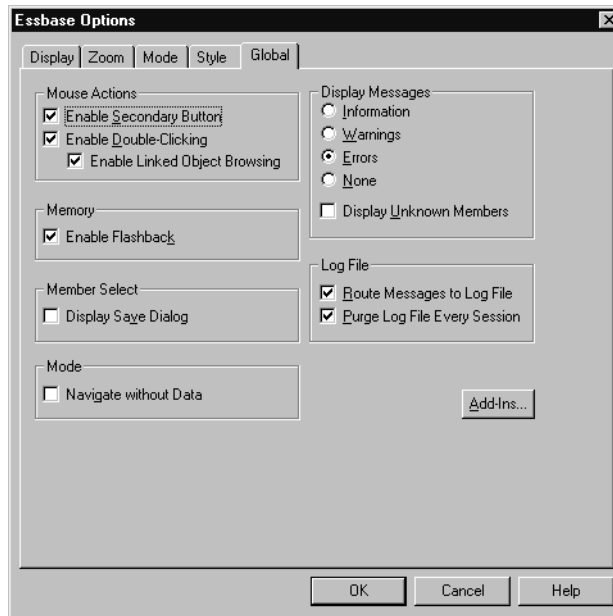 Essbase Options
Display
Zoom
Mode
Style
Global
Mouse Actions
Enable Secondary Button
Enable Double-Clicking
Enable Linked Object Browsing
Memory
Enable Flashback
Member Select
Display Save Dialog
Mode
Navigate without Data
Display Messages
Information
Warnings
Errors
None
Display Unknown Members
Log File
Route Messages to Log File
Purge Log File Every Session
Add-Ins...
OK
Cancel
Help